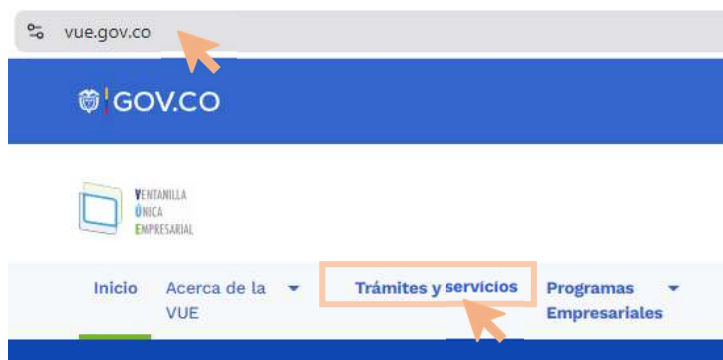 vue.gov.co
GOV.CO
VENTANILLA
ÚNICA
EMPRESARIAL
Inicio Acerca de la VUE Trámites y servicios Programas Empresariales